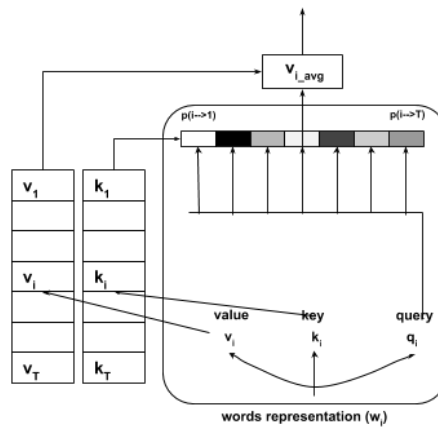 v_i_avg
p(i-->1) p(i-->T)
v_1 k_1
v_i k_i
value key query
v_i k_i q_i
v_T k_T
words representation (w_i)